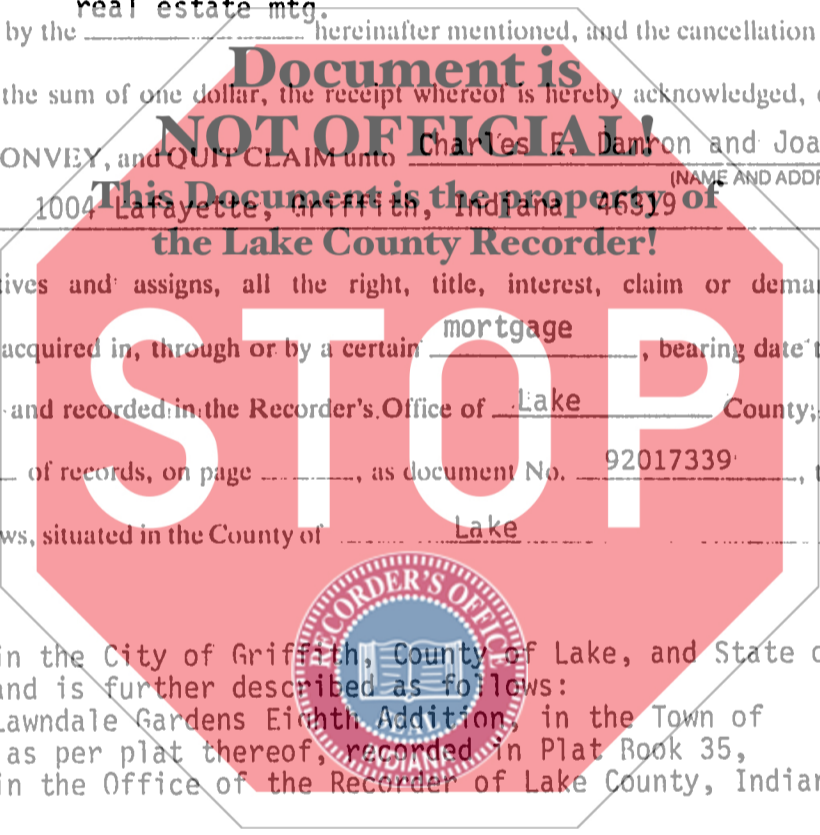 real estate mtg.
by the hereinafter mentioned, and the cancellation
Document is
the sum of one dollar, the receipt whereof is hereby acknowledged,
NOT OFFICIAL!
ONVEY, and QUIT CLAIM unto Charles E. Damron and Joa
(NAME AND ADDR
This Document is the property of
1004 Lafayette, Griffith, Indiana 46319
the Lake County Recorder!
tives and assigns, all the right, title, interest, claim or dema
acquired in, through or by a certain mortgage, bearing date
and recorded in the Recorder's Office of Lake County,
STOP
of records, on page , as document No. 92017339,
ws, situated in the County of Lake
RECORDER'S OFFICE
INDIANA
in the City of Griffith, County of Lake, and State
and is further described as follows:
Lawndale Gardens Eighth Addition, in the Town of
as per plat thereof, recorded in Plat Book 35,
in the Office of the Recorder of Lake County, Indian